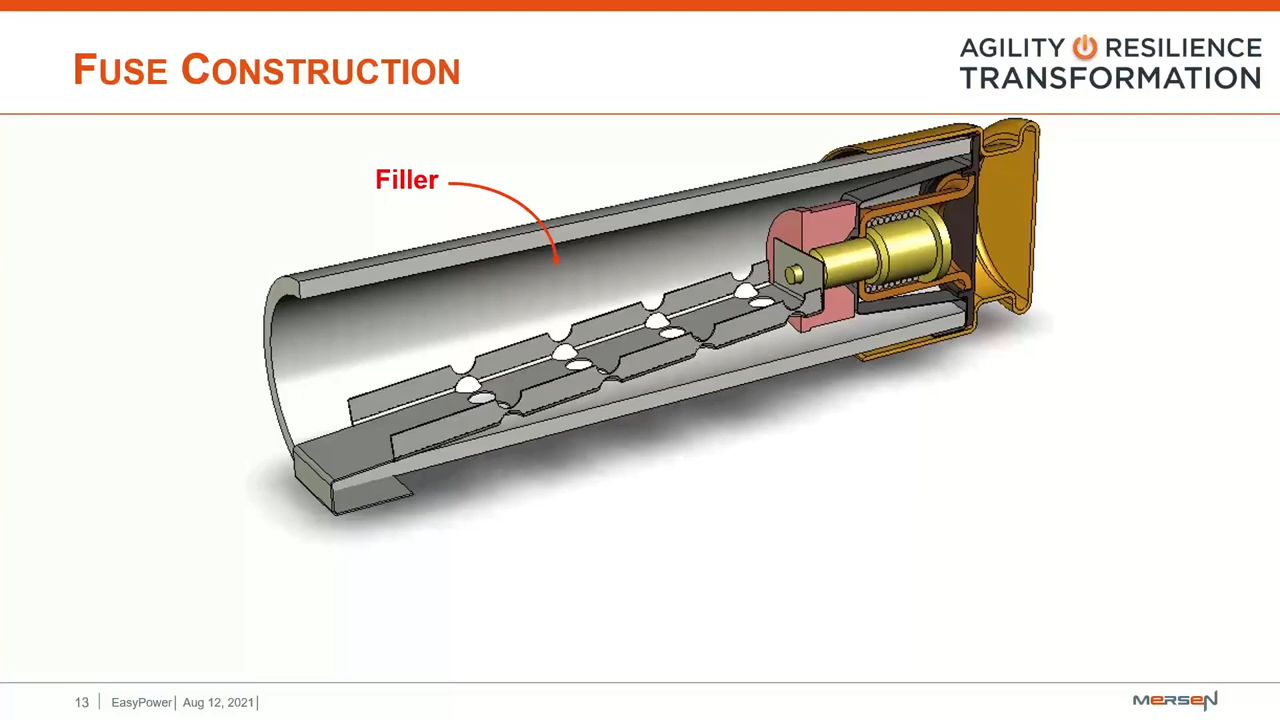 FUSE CONSTRUCTION
AGILITY RESILIENCE
TRANSFORMATION
Filler
13 | EasyPower| Aug 12, 2021|
MERSEN